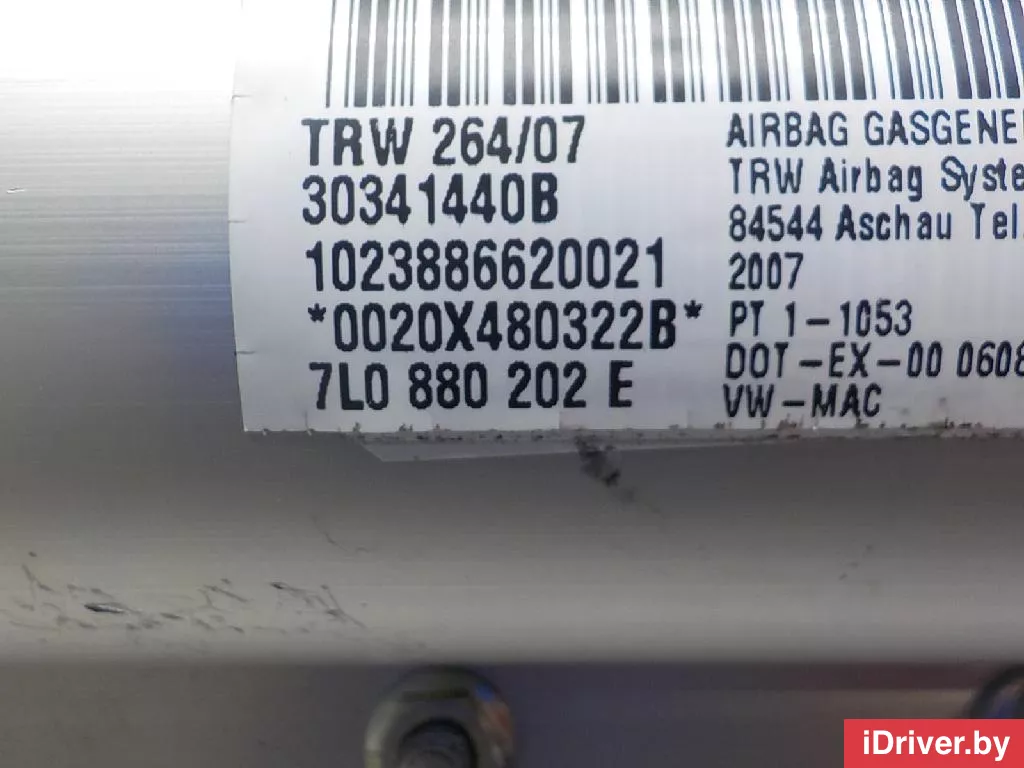 TRW 264/07
30341440B
1023886620021
*0020X480322B*
7L0 880 202 E
AIRBAG GASGENE
TRW Airbag Syste
84544 Aschau Tel.
2007
PT 1-1053
DOT-EX-00 0608
VW-MAC
iDriver.by